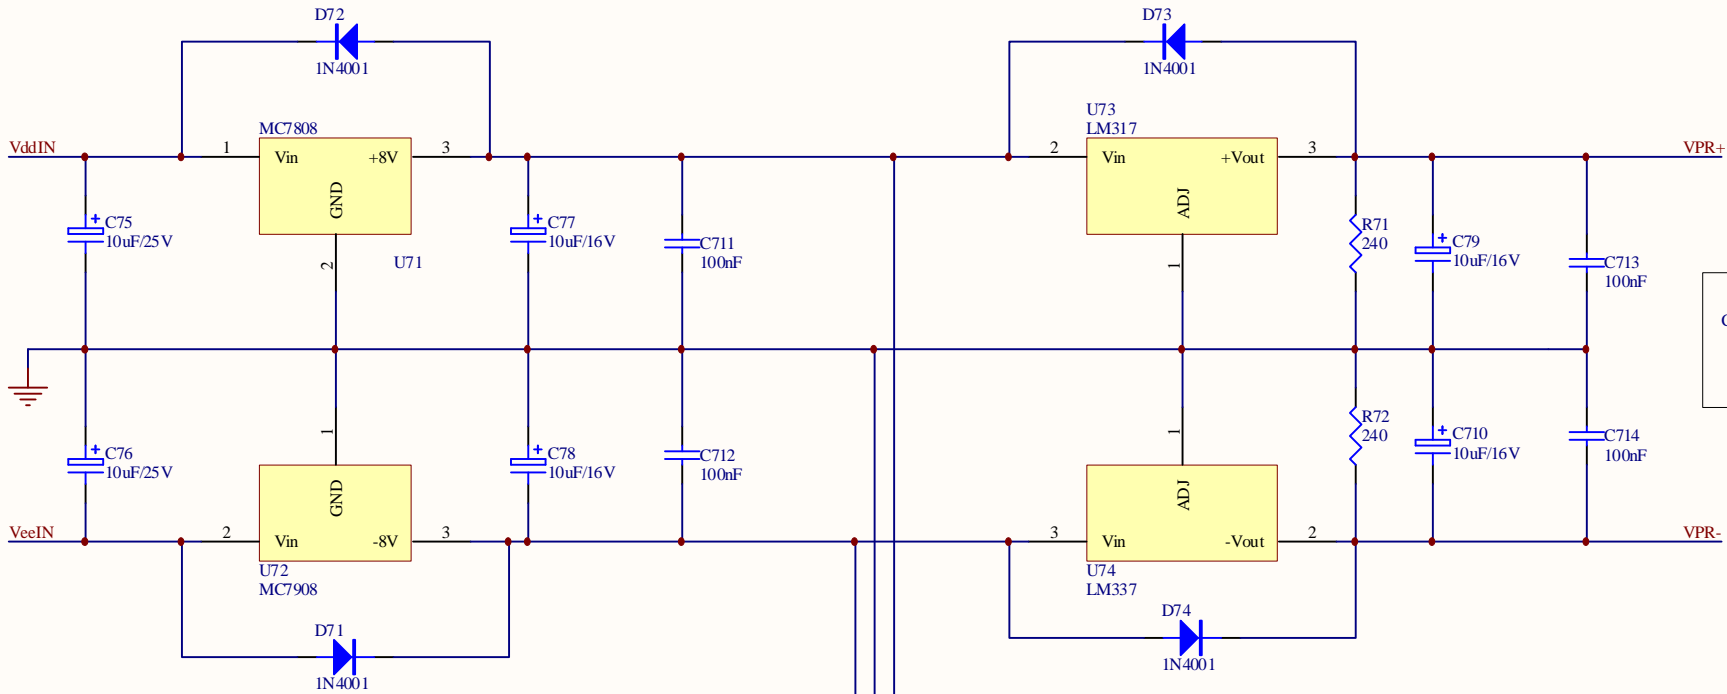 D72
1N4001
D73
1N4001
MC7808
U73
LM317
VddIN
1
Vin
+8V
3
GND
2
U71
2
Vin
+Vout
3
ADJ
1
VPR+
+
C75
10uF/25V
+
C77
10uF/16V
C711
100nF
R71
240
+
C79
10uF/16V
C713
100nF
+
C76
10uF/25V
1
GND
+
C78
10uF/16V
C712
100nF
1
ADJ
R72
240
+
C710
10uF/16V
C714
100nF
VeeIN
2
Vin
-8V
3
U72
MC7908
3
Vin
-Vout
2
U74
LM337
VPR-
D71
1N4001
D74
1N4001